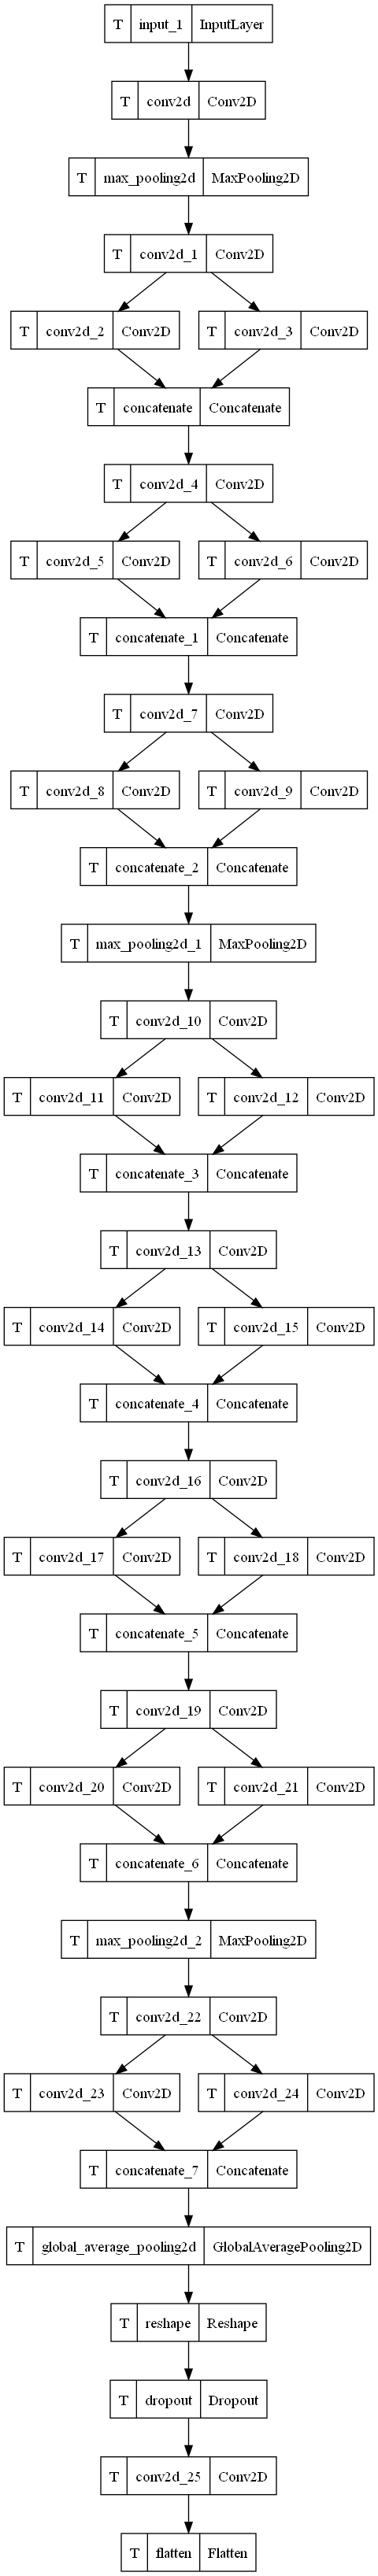 T input_1 InputLayer
T conv2d Conv2D
T max_pooling2d MaxPooling2D
T conv2d_1 Conv2D
T conv2d_2 Conv2D T conv2d_3 Conv2D
T concatenate Concatenate
T conv2d_4 Conv2D
T conv2d_5 Conv2D T conv2d_6 Conv2D
T concatenate_1 Concatenate
T conv2d_7 Conv2D
T conv2d_8 Conv2D T conv2d_9 Conv2D
T concatenate_2 Concatenate
T max_pooling2d_1 MaxPooling2D
T conv2d_10 Conv2D
T conv2d_11 Conv2D T conv2d_12 Conv2D
T concatenate_3 Concatenate
T conv2d_13 Conv2D
T conv2d_14 Conv2D T conv2d_15 Conv2D
T concatenate_4 Concatenate
T conv2d_16 Conv2D
T conv2d_17 Conv2D T conv2d_18 Conv2D
T concatenate_5 Concatenate
T conv2d_19 Conv2D
T conv2d_20 Conv2D T conv2d_21 Conv2D
T concatenate_6 Concatenate
T max_pooling2d_2 MaxPooling2D
T conv2d_22 Conv2D
T conv2d_23 Conv2D T conv2d_24 Conv2D
T concatenate_7 Concatenate
T global_average_pooling2d GlobalAveragePooling2D
T reshape Reshape
T dropout Dropout
T conv2d_25 Conv2D
T flatten Flatten